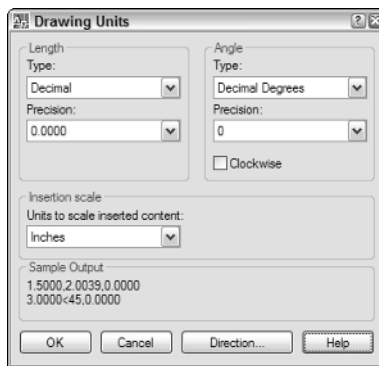 Drawing Units
Length
Type:
Decimal
Precision:
0.0000
Angle
Type:
Decimal Degrees
Precision:
0
Clockwise
Insertion scale
Units to scale inserted content:
Inches
Sample Output
1.5000,2.0039,0.0000
3.0000<45,0.0000
OK Cancel Direction... Help